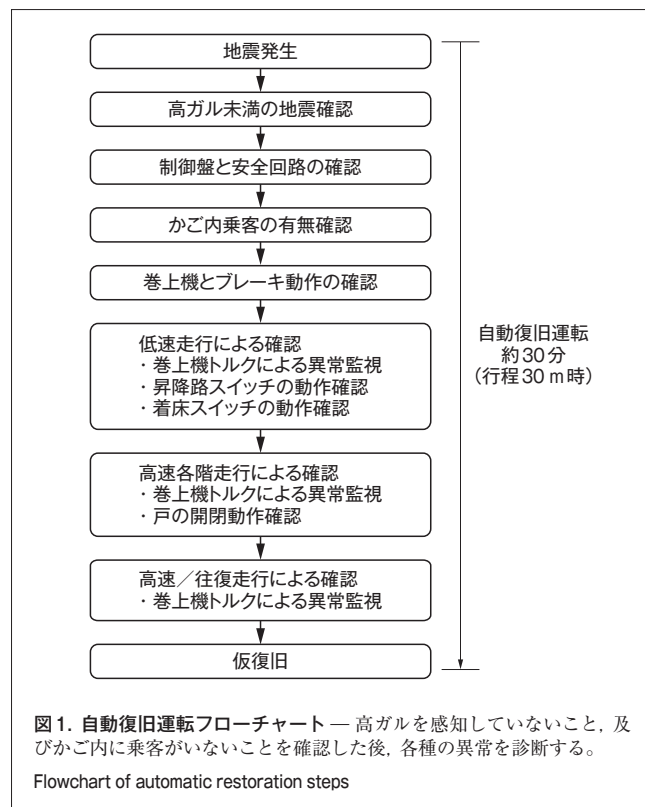 地震発生
高ガル未満の地震確認
制御盤と安全回路の確認
かご内乗客の有無確認
巻上機とブレーキ動作の確認
低速走行による確認
・巻上機トルクによる異常監視
・昇降路スイッチの動作確認
・着床スイッチの動作確認
高速各階走行による確認
・巻上機トルクによる異常監視
・戸の開閉動作確認
高速／往復走行による確認
・巻上機トルクによる異常監視
仮復旧
自動復旧運転
約30分
（行程30 m時）
図1. 自動復旧運転フローチャート — 高ガルを感知していないこと，及
びかご内に乗客がいないことを確認した後，各種の異常を診断する。
Flowchart of automatic restoration steps